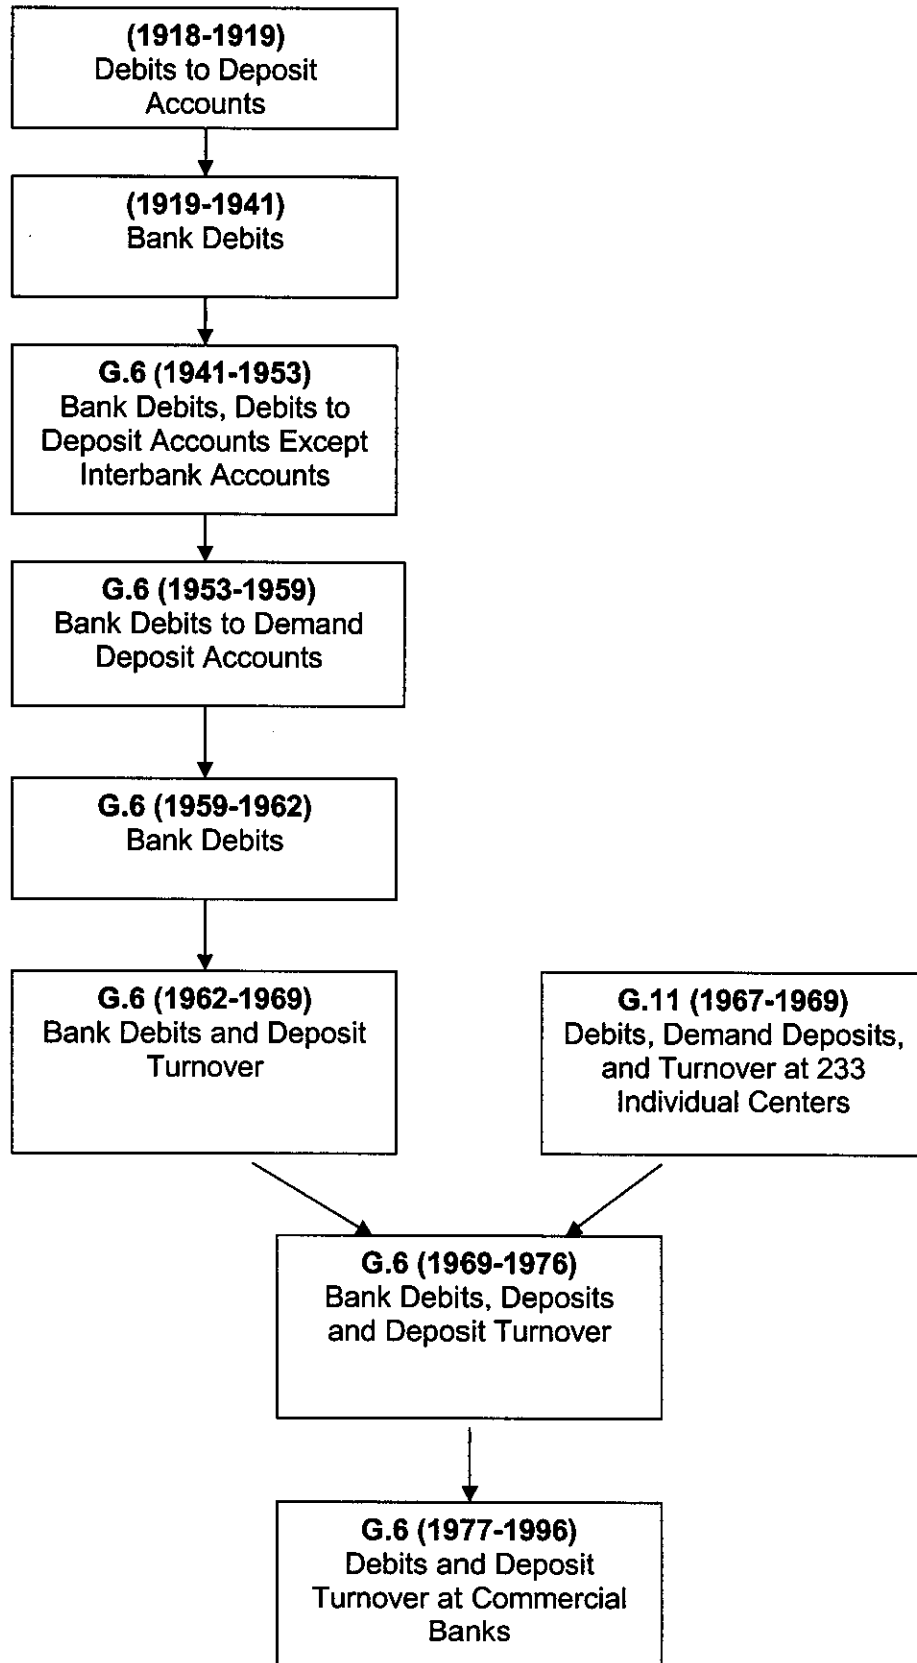 (1918-1919)
Debits to Deposit
Accounts
(1919-1941)
Bank Debits
G.6 (1941-1953)
Bank Debits, Debits to
Deposit Accounts Except
Interbank Accounts
G.6 (1953-1959)
Bank Debits to Demand
Deposit Accounts
G.6 (1959-1962)
Bank Debits
G.6 (1962-1969)
Bank Debits and Deposit
Turnover
G.11 (1967-1969)
Debits, Demand Deposits,
and Turnover at 233
Individual Centers
G.6 (1969-1976)
Bank Debits, Deposits
and Deposit Turnover
G.6 (1977-1996)
Debits and Deposit
Turnover at Commercial
Banks